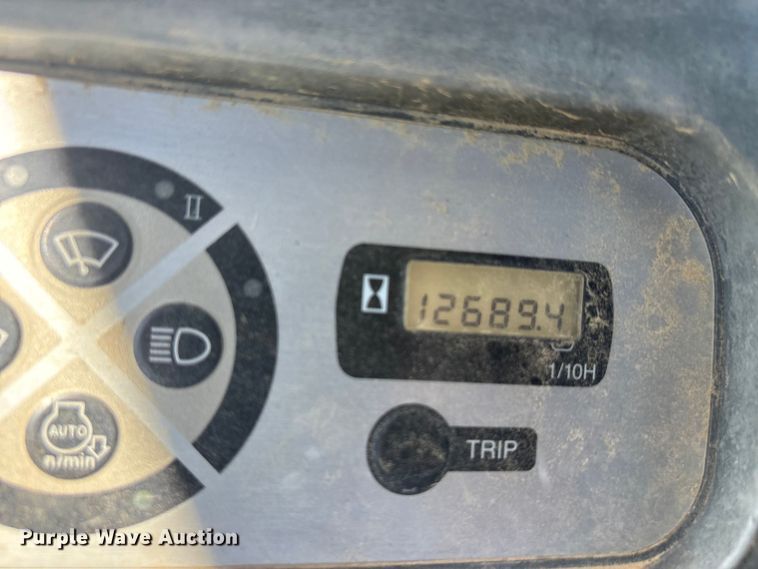 II
12689.4
1/10H
AUTO
n/min
TRIP
Purple Wave Auction